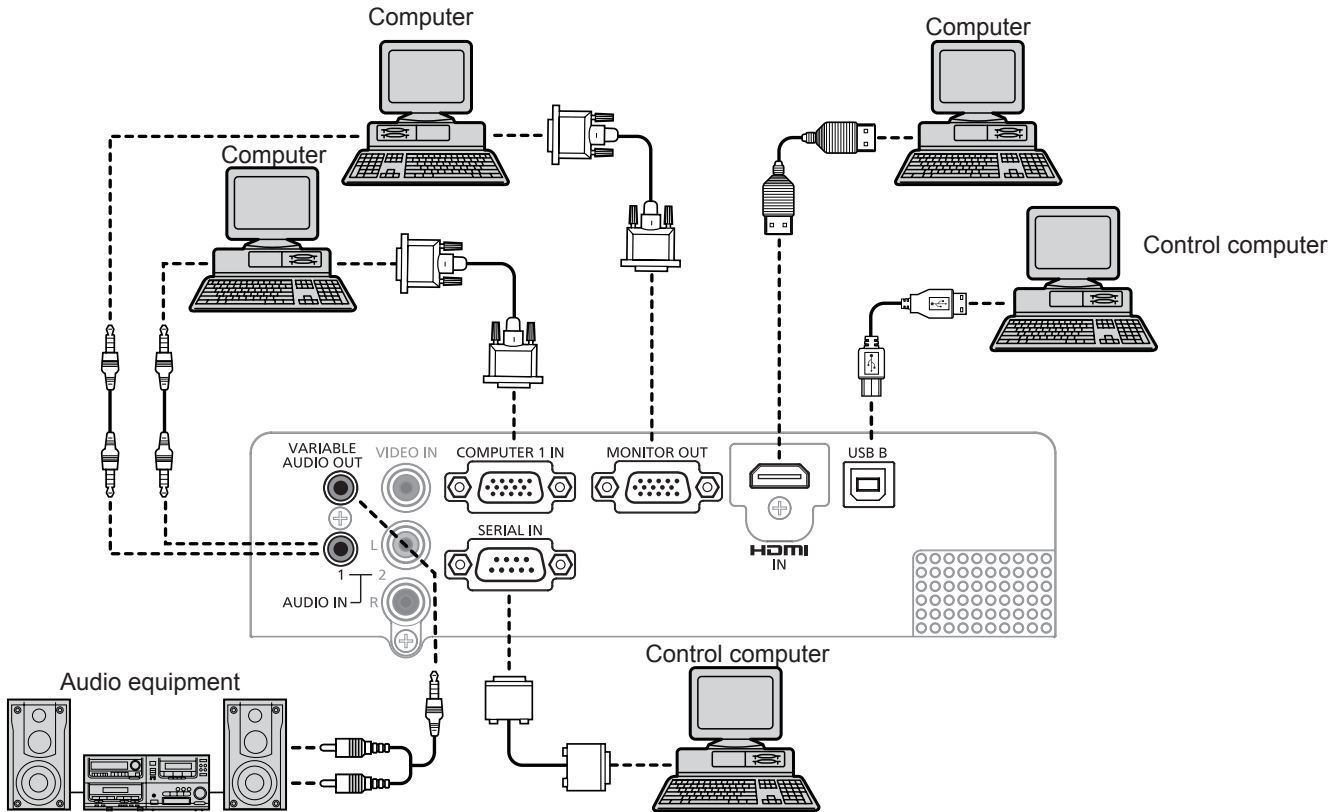 Computer
Computer
Computer
Control computer
VARIABLE
AUDIO OUT
VIDEO IN
COMPUTER 1 IN
MONITOR OUT
USB B
SERIAL IN
HDMI
IN
L
1
2
AUDIO IN
R
Control computer
Audio equipment